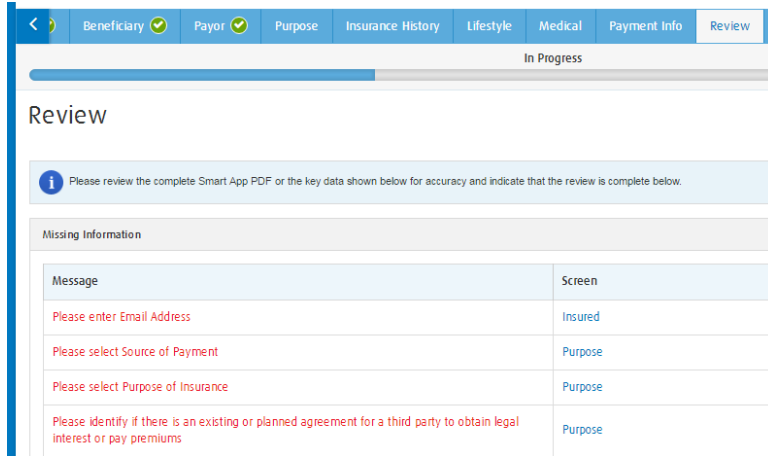 Beneficiary Payor Purpose Insurance History Lifestyle Medical Payment Info Review
In Progress
Review
Please review the complete Smart App PDF or the key data shown below for accuracy and indicate that the review is complete below.
Missing Information
Message Screen
Please enter Email Address Insured
Please select Source of Payment Purpose
Please select Purpose of Insurance Purpose
Please identify if there is an existing or planned agreement for a third party to obtain legal
interest or pay premiums Purpose